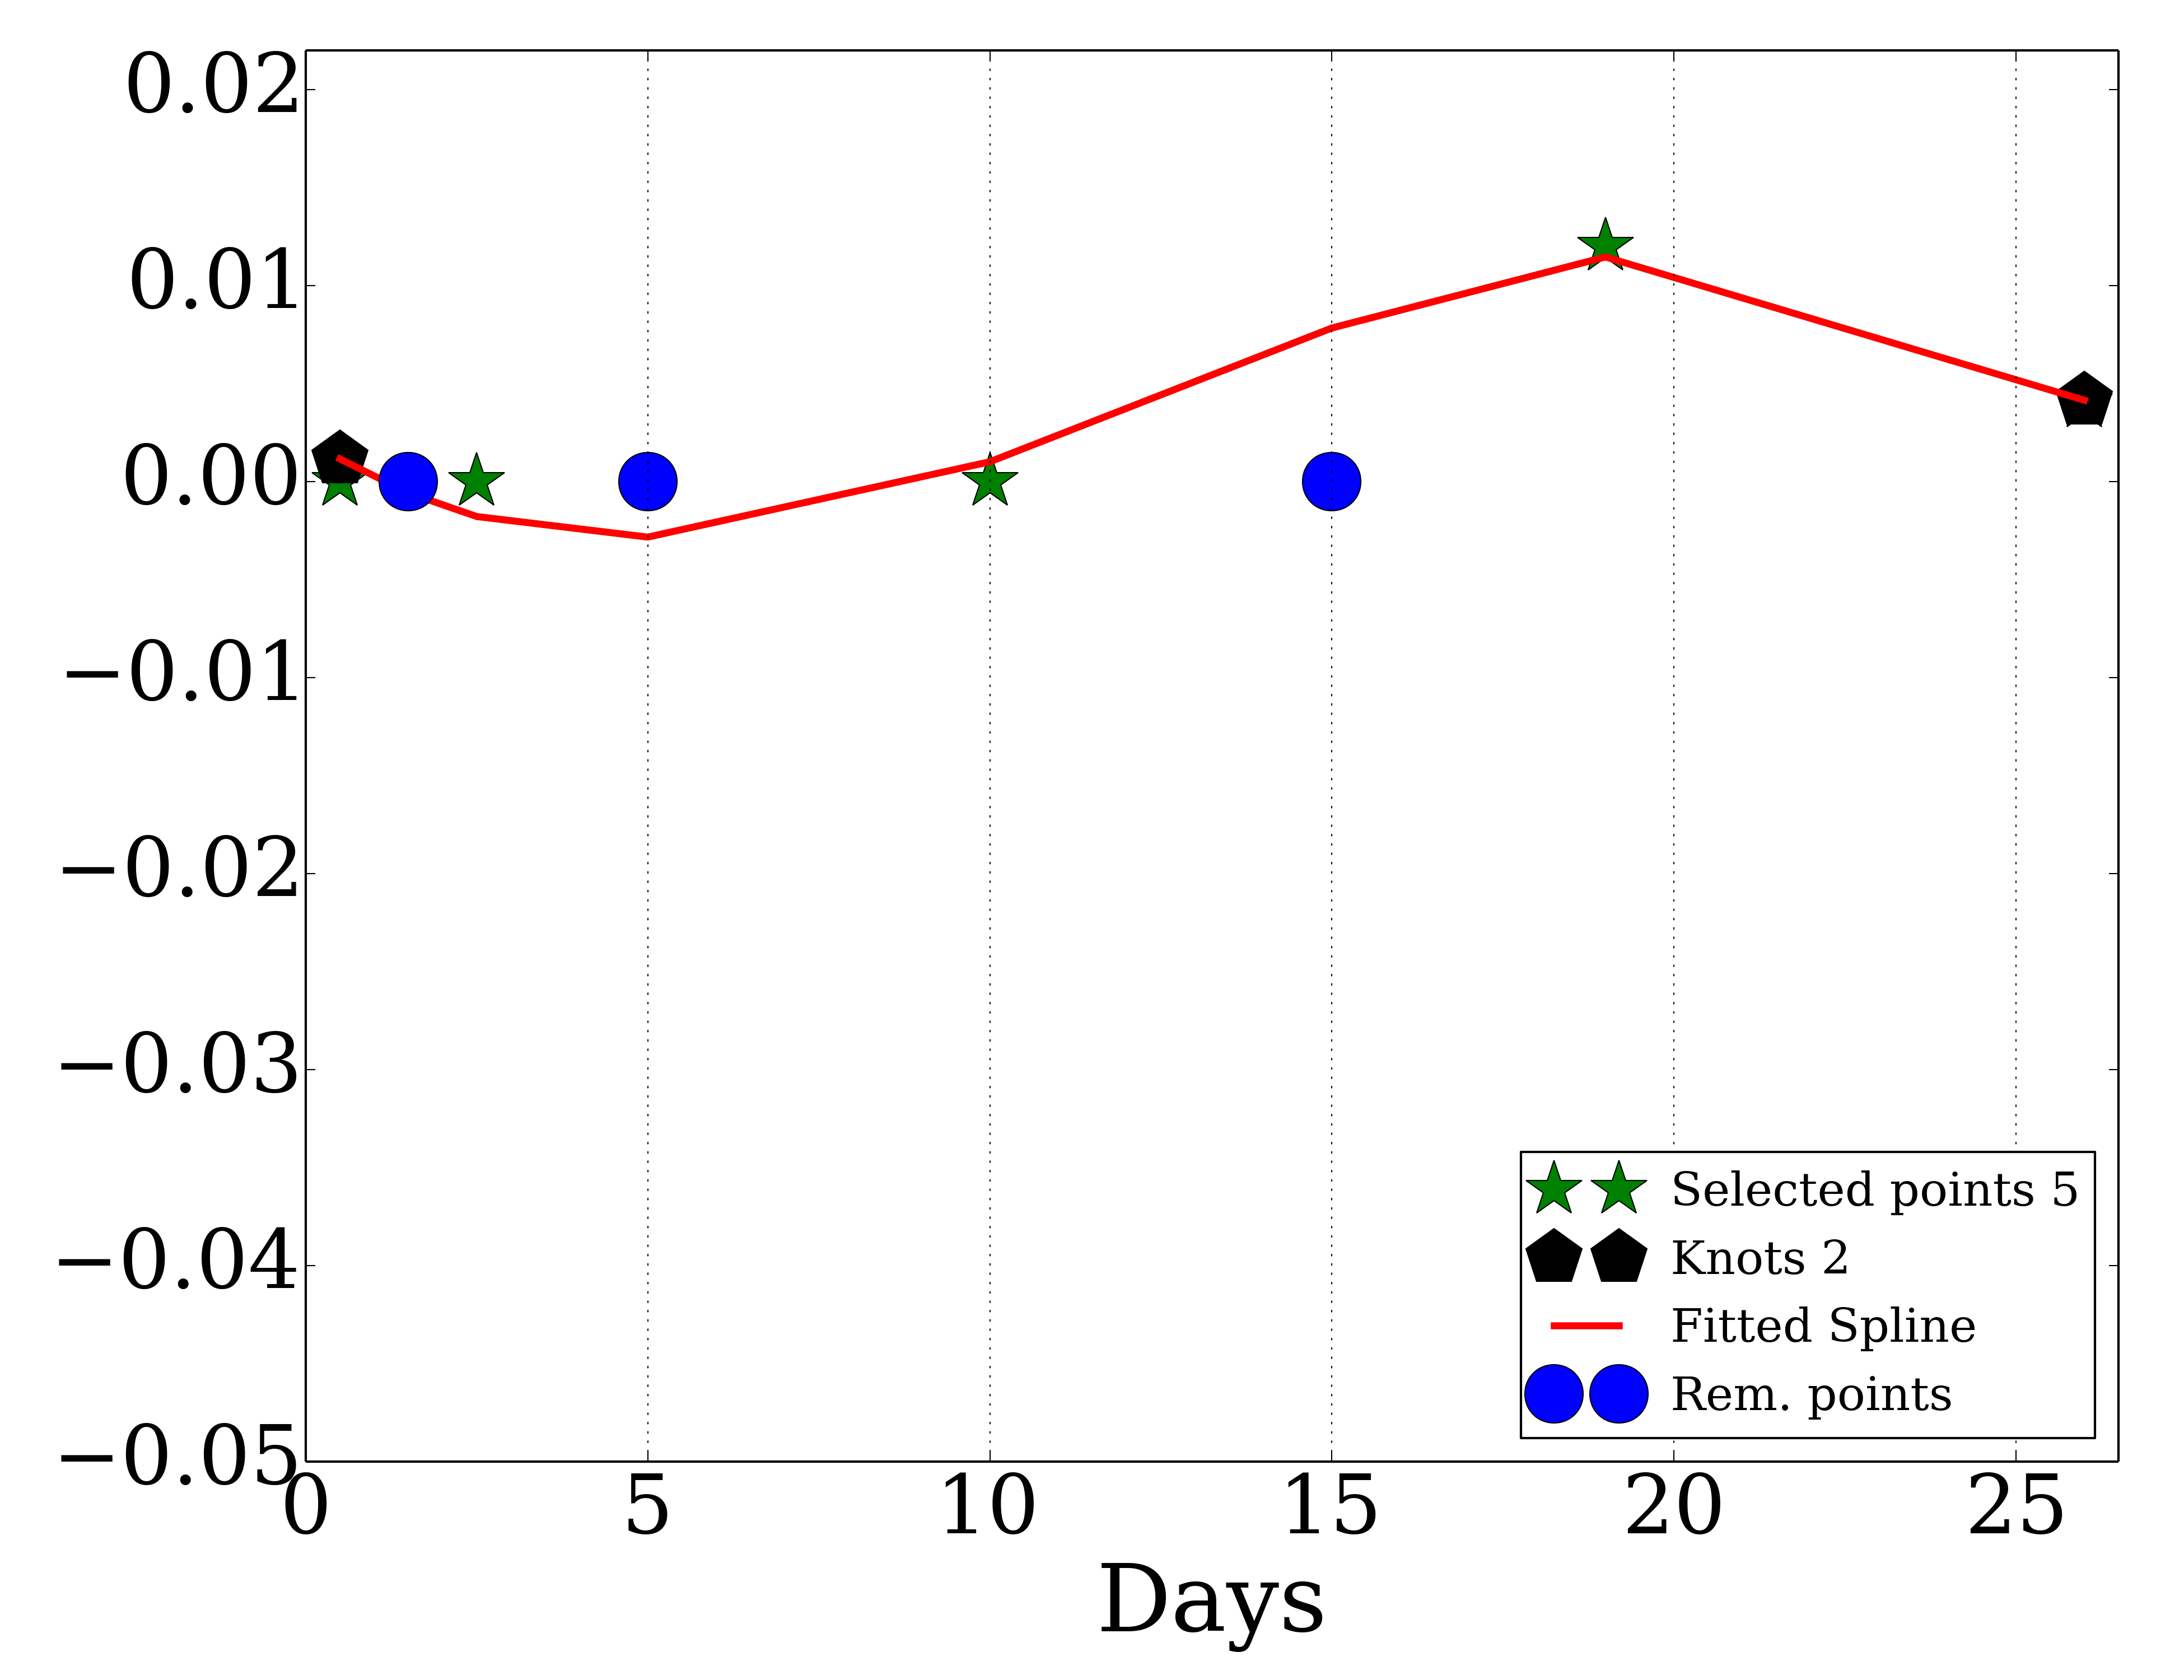 0.02
0.01
0.00
−0.01
−0.02
−0.03
−0.04
−0.05
0 5 10 15 20 25
Days
Selected points 5
Knots 2
Fitted Spline
Rem. points